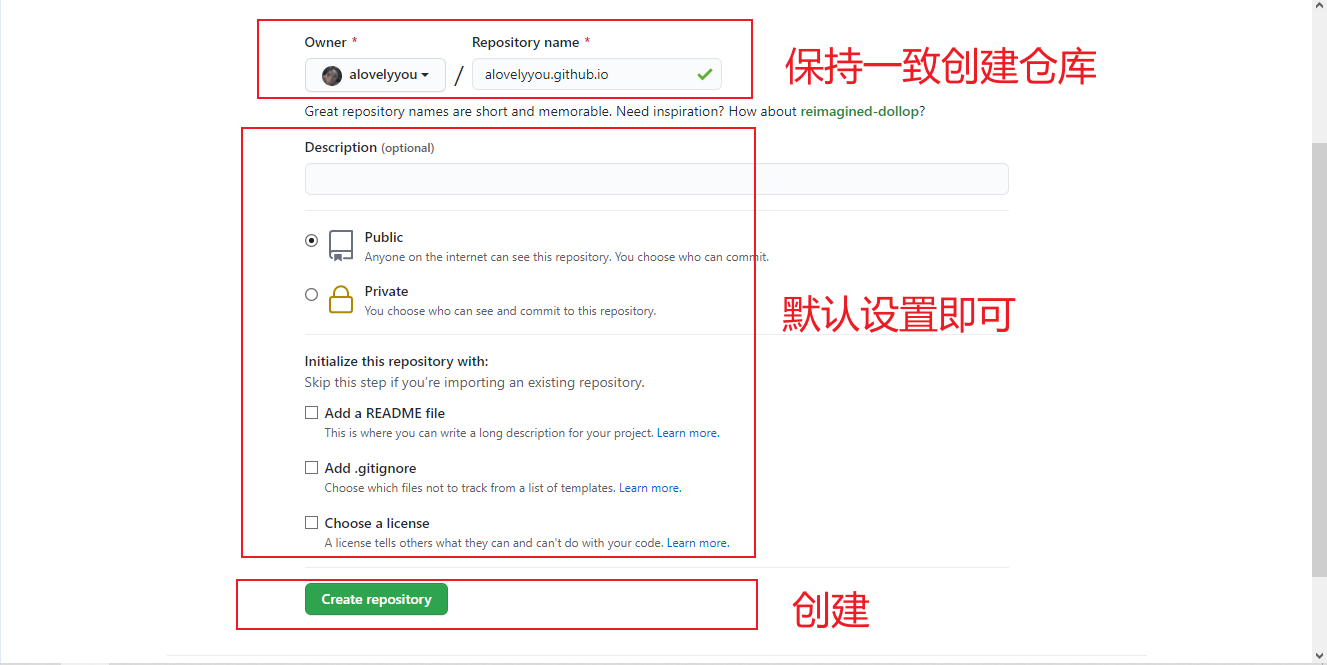 Owner * Repository name *
alovelyyou / alovelyyou.github.io
保持一致创建仓库
Great repository names are short and memorable. Need inspiration? How about reimagined-dollop?
Description (optional)
Public
Anyone on the internet can see this repository. You choose who can commit.
Private
You choose who can see and commit to this repository.
默认设置即可
Initialize this repository with:
Skip this step if you're importing an existing repository.
Add a README file
This is where you can write a long description for your project. Learn more.
Add .gitignore
Choose which files not to track from a list of templates. Learn more.
Choose a license
A license tells others what they can and can't do with your code. Learn more.
Create repository
创建